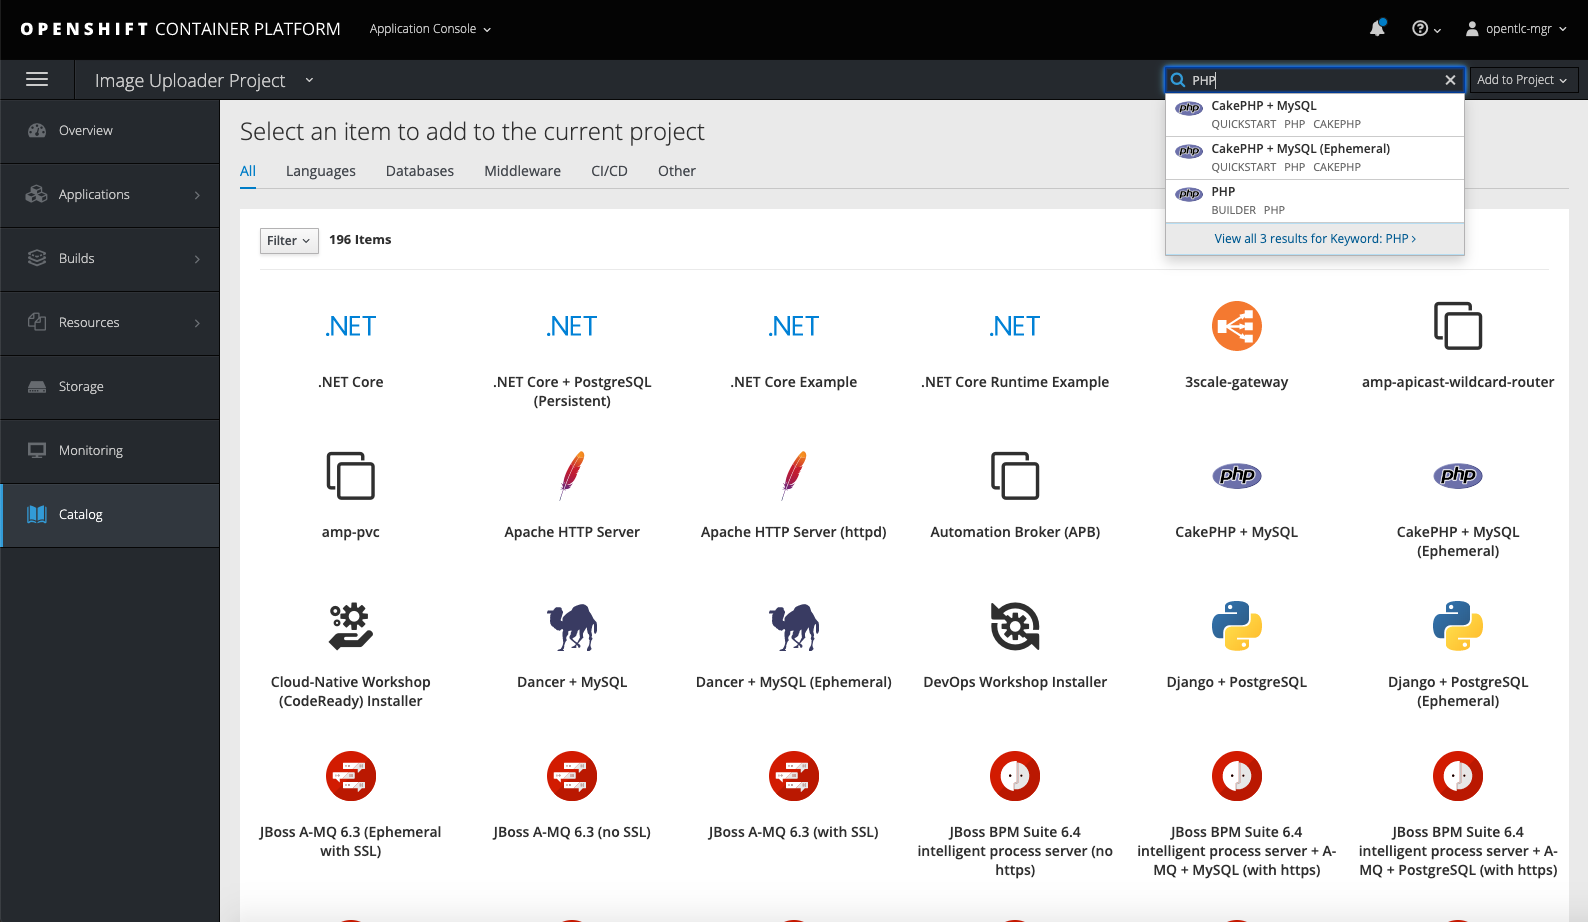 OPENSHIFT CONTAINER PLATFORM
Application Console
opentlc-mgr
Image Uploader Project
PHP
Add to Project
CakePHP + MySQL
QUICKSTART PHP CAKEPHP
CakePHP + MySQL (Ephemeral)
QUICKSTART PHP CAKEPHP
PHP
BUILDER PHP
View all 3 results for Keyword: PHP
php
php
php
Overview
Applications
Builds
Resources
Storage
Monitoring
Catalog
Select an item to add to the current project
All Languages Databases Middleware CI/CD Other
Filter
196 Items
.NET .NET .NET .NET
.NET Core
.NET Core + PostgreSQL
(Persistent)
.NET Core Example
.NET Core Runtime Example
3scale-gateway
amp-apicast-wildcard-router
php php
amp-pvc
Apache HTTP Server
Apache HTTP Server (httpd)
Automation Broker (APB)
CakePHP + MySQL
CakePHP + MySQL
(Ephemeral)
Cloud-Native Workshop
(CodeReady) Installer
Dancer + MySQL
Dancer + MySQL (Ephemeral)
DevOps Workshop Installer
Django + PostgreSQL
Django + PostgreSQL
(Ephemeral)
JBoss A-MQ 6.3 (Ephemeral
with SSL)
JBoss A-MQ 6.3 (no SSL)
JBoss A-MQ 6.3 (with SSL)
JBoss BPM Suite 6.4
intelligent process server (no
https)
JBoss BPM Suite 6.4
intelligent process server + A-
MQ + MySQL (with https)
JBoss BPM Suite 6.4
intelligent process server + A-
MQ + PostgreSQL (with https)